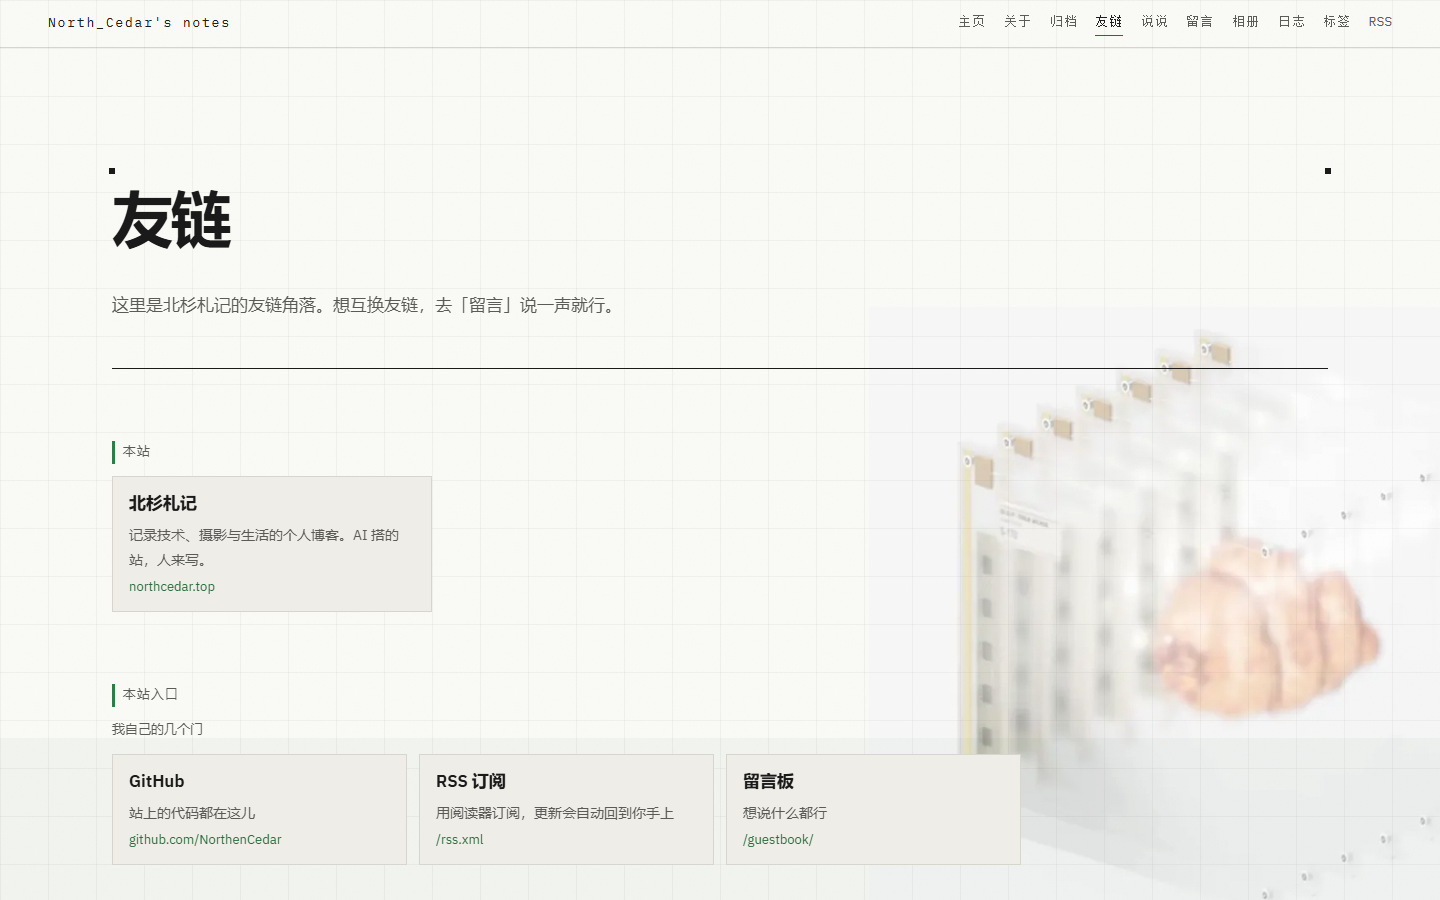 North_Cedar's notes
主页 关于 归档 友链 说说 留言 相册 日志 标签 RSS
友链
这里是北杉札记的友链角落。想互换友链，去「留言」说一声就行。
本站
北杉札记
记录技术、摄影与生活的个人博客。AI 搭的
站，人来写。
northcedar.top
本站入口
我自己的几个门
GitHub
站上的代码都在这儿
github.com/NorthenCedar
RSS 订阅
用阅读器订阅，更新会自动回到你手上
/rss.xml
留言板
想说什么都行
/guestbook/